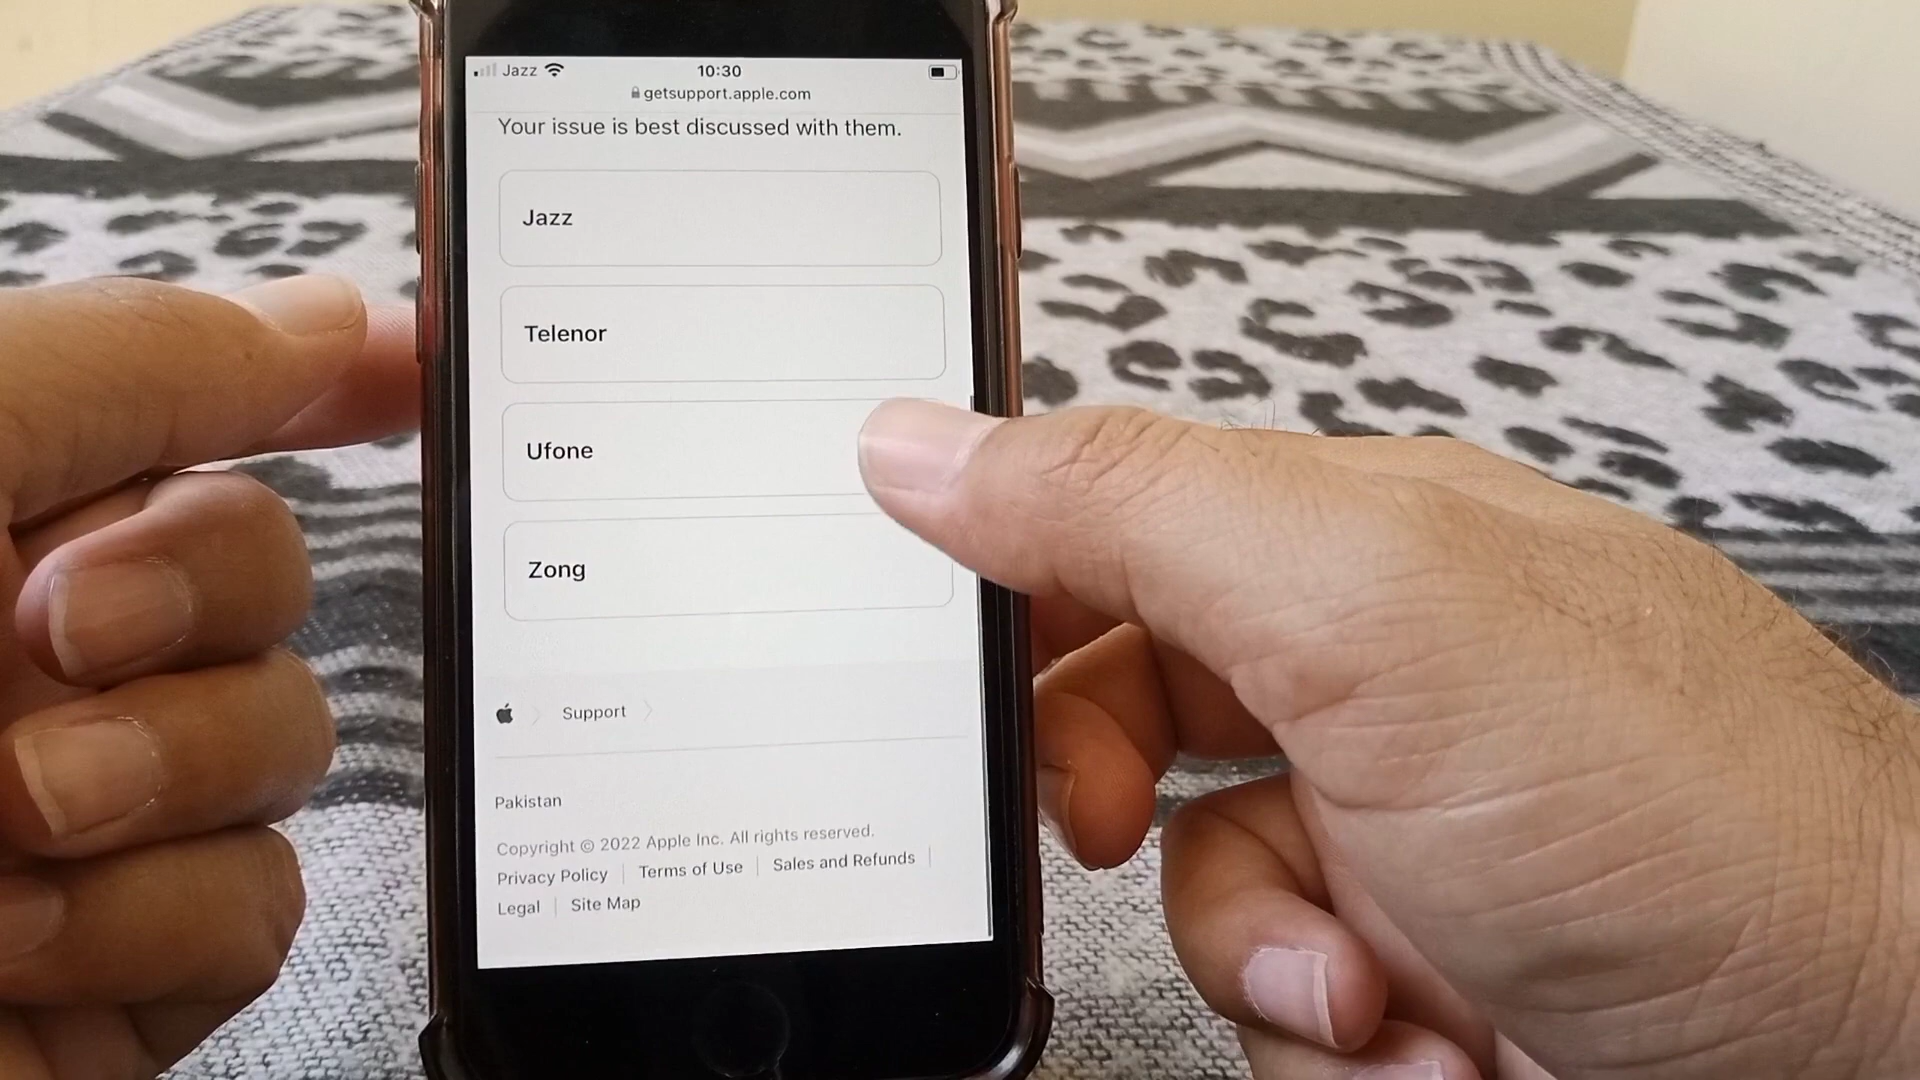 Jazz 10:30
getsupport.apple.com
Your issue is best discussed with them.
Jazz
Telenor
Ufone
Zong
Support
Pakistan
Copyright © 2022 Apple Inc. All rights reserved.
Privacy Policy | Terms of Use | Sales and Refunds |
Legal | Site Map